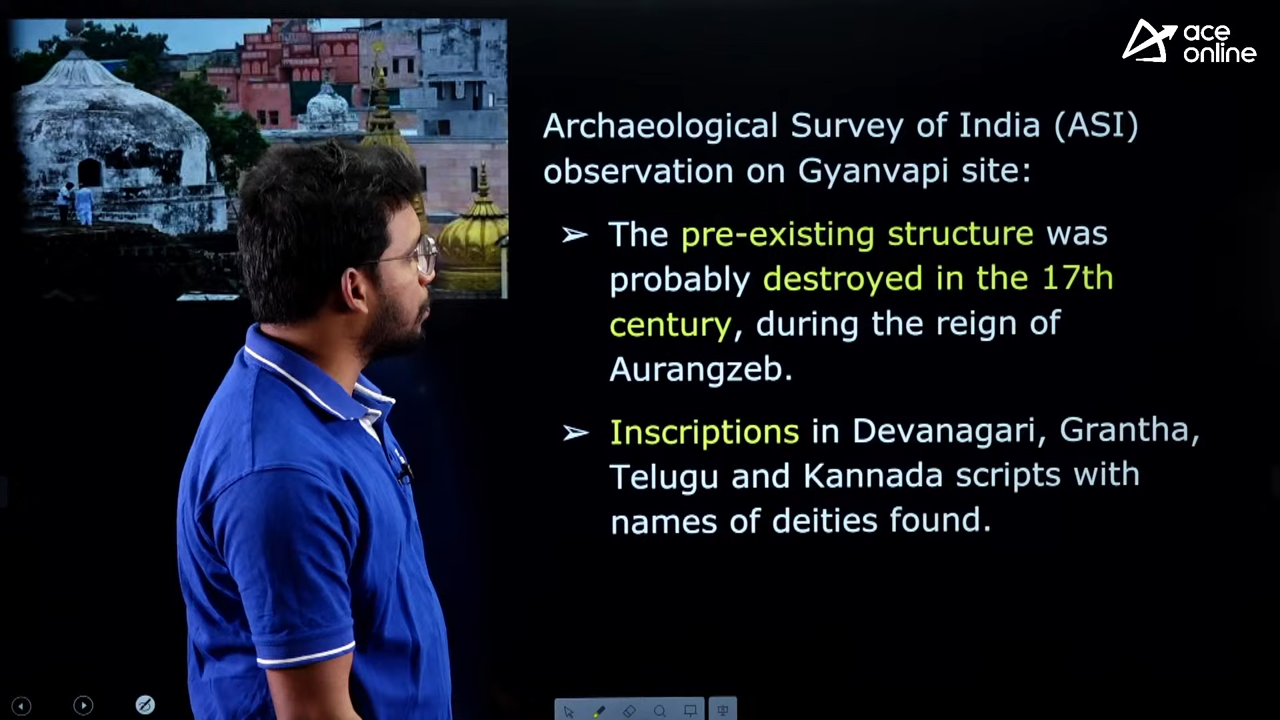 ace
online
Archaeological Survey of India (ASI)
observation on Gyanvapi site:
➢ The pre-existing structure was
probably destroyed in the 17th
century, during the reign of
Aurangzeb.
➢ Inscriptions in Devanagari, Grantha,
Telugu and Kannada scripts with
names of deities found.